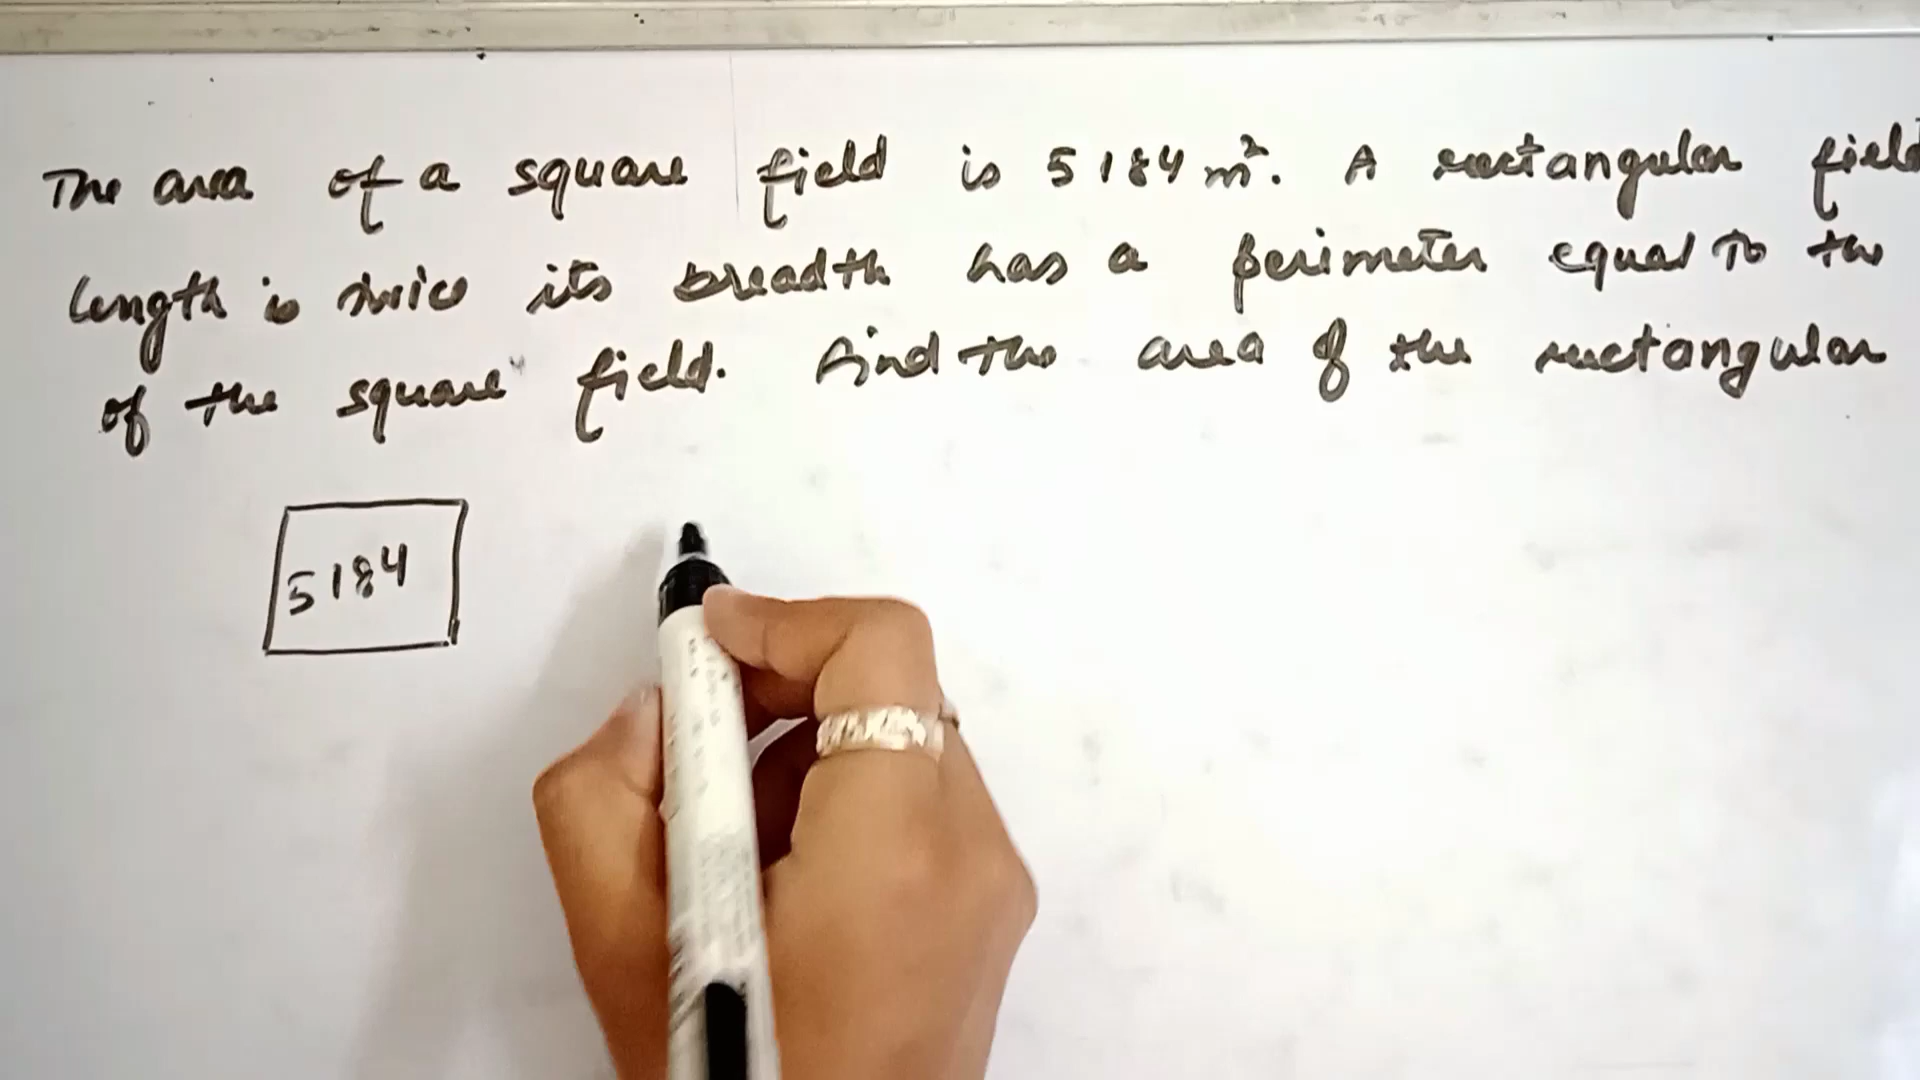 The area of a square field is 5184 m². A rectangular field
length is twice its breadth has a perimeter equal to the
of the square field. Find the area of the rectangular
5184